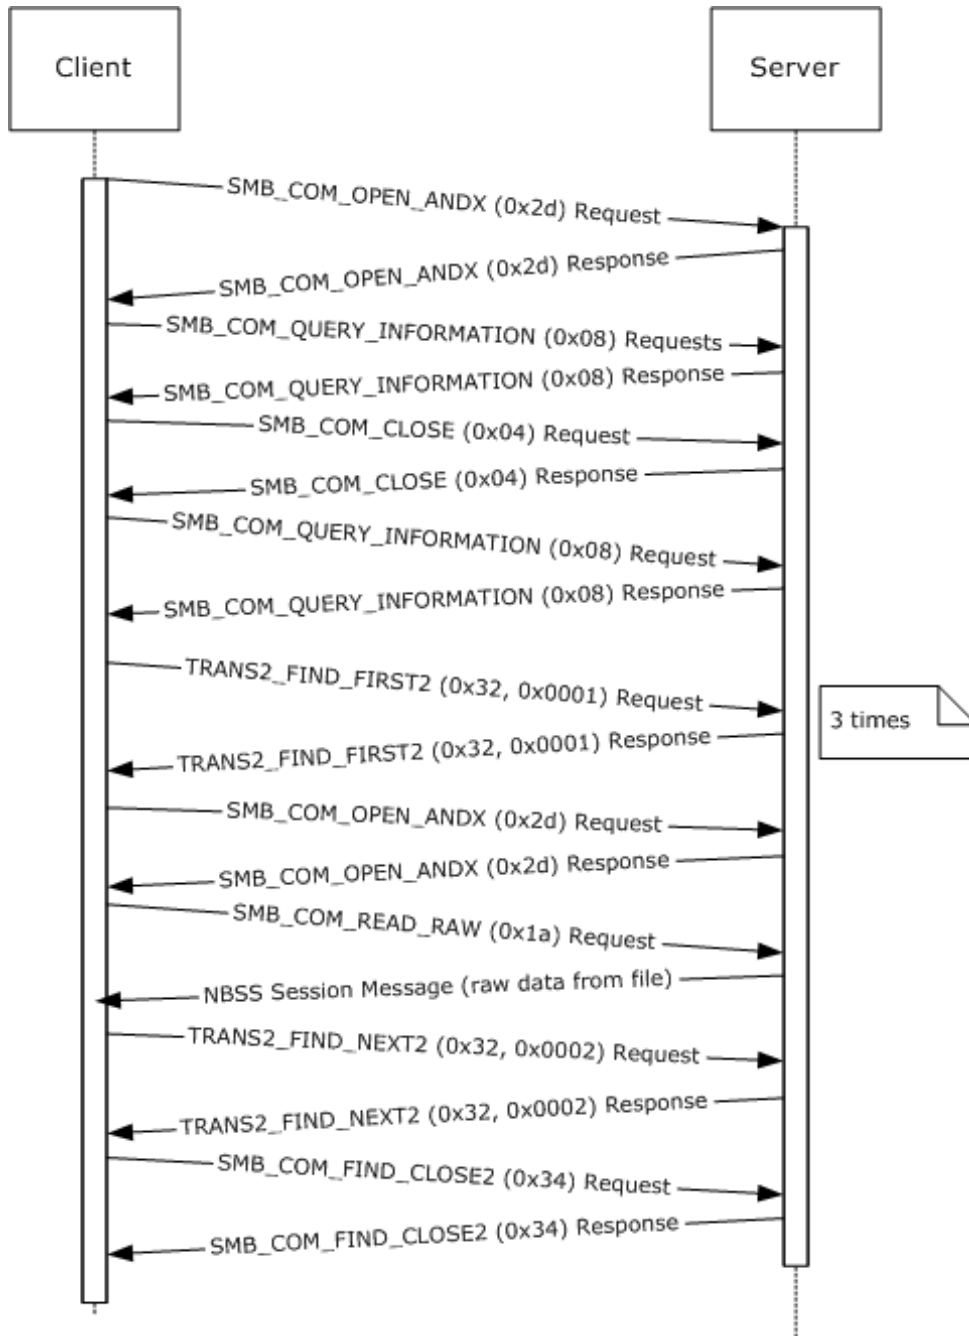 Client
Server
SMB_COM_OPEN_ANDX (0x2d) Request
SMB_COM_OPEN_ANDX (0x2d) Response
SMB_COM_QUERY_INFORMATION (0x08) Requests
SMB_COM_QUERY_INFORMATION (0x08) Response
SMB_COM_CLOSE (0x04) Request
SMB_COM_CLOSE (0x04) Response
SMB_COM_QUERY_INFORMATION (0x08) Request
SMB_COM_QUERY_INFORMATION (0x08) Response
TRANS2_FIND_FIRST2 (0x32, 0x0001) Request
3 times
TRANS2_FIND_FIRST2 (0x32, 0x0001) Response
SMB_COM_OPEN_ANDX (0x2d) Request
SMB_COM_OPEN_ANDX (0x2d) Response
SMB_COM_READ_RAW (0x1a) Request
NBSS Session Message (raw data from file)
TRANS2_FIND_NEXT2 (0x32, 0x0002) Request
TRANS2_FIND_NEXT2 (0x32, 0x0002) Response
SMB_COM_FIND_CLOSE2 (0x34) Request
SMB_COM_FIND_CLOSE2 (0x34) Response